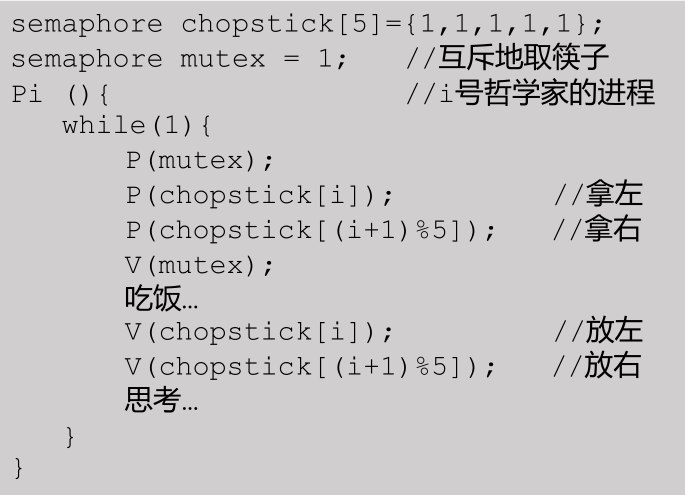 semaphore chopstick[5]={1,1,1,1,1};
semaphore mutex = 1;   //互斥地取筷子
Pi (){                 //i号哲学家的进程
   while(1){
      P(mutex);
      P(chopstick[i]);         //拿左
      P(chopstick[(i+1)%5]);   //拿右
      V(mutex);
      吃饭…
      V(chopstick[i]);         //放左
      V(chopstick[(i+1)%5]);   //放右
      思考…
   }
}